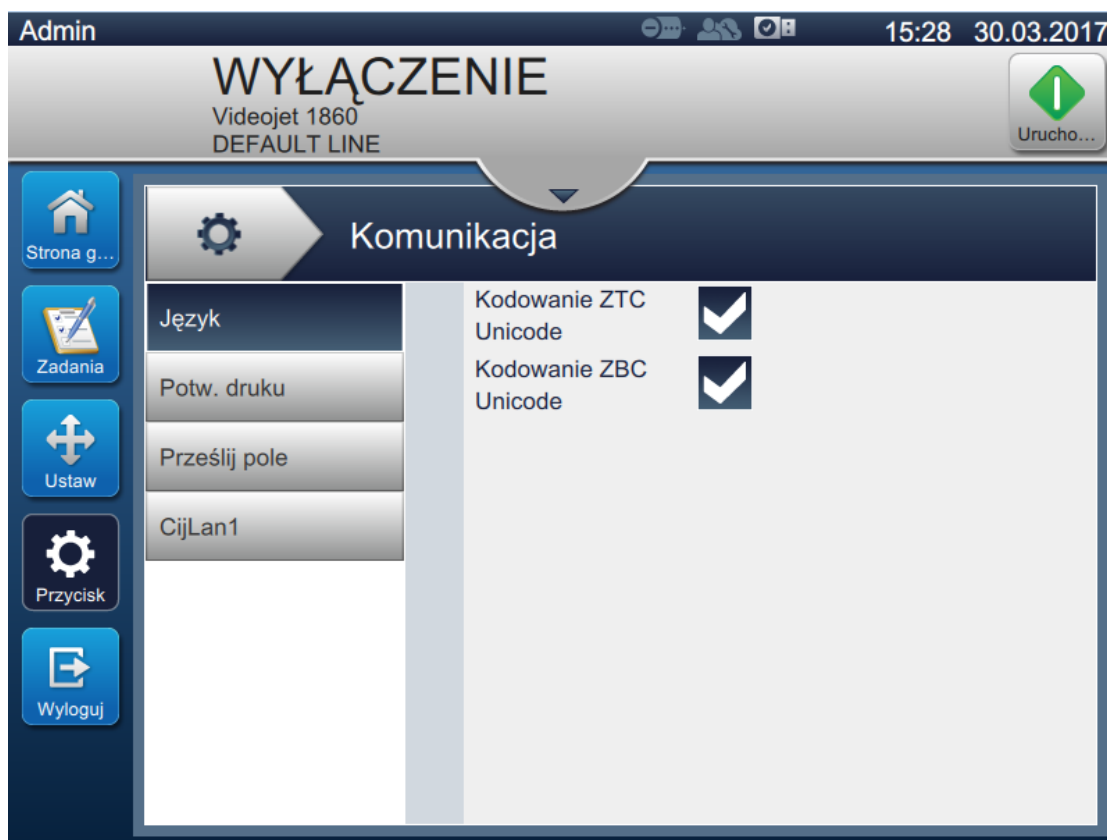 Admin
15:28 30.03.2017
WYŁĄCZENIE
Videojet 1860
DEFAULT LINE
Urucho...
Strona g...
Zadania
Ustaw
Przycisk
Wyloguj
Komunikacja
Język
Potw. druku
Prześlij pole
CijLan1
Kodowanie ZTC
Unicode
Kodowanie ZBC
Unicode